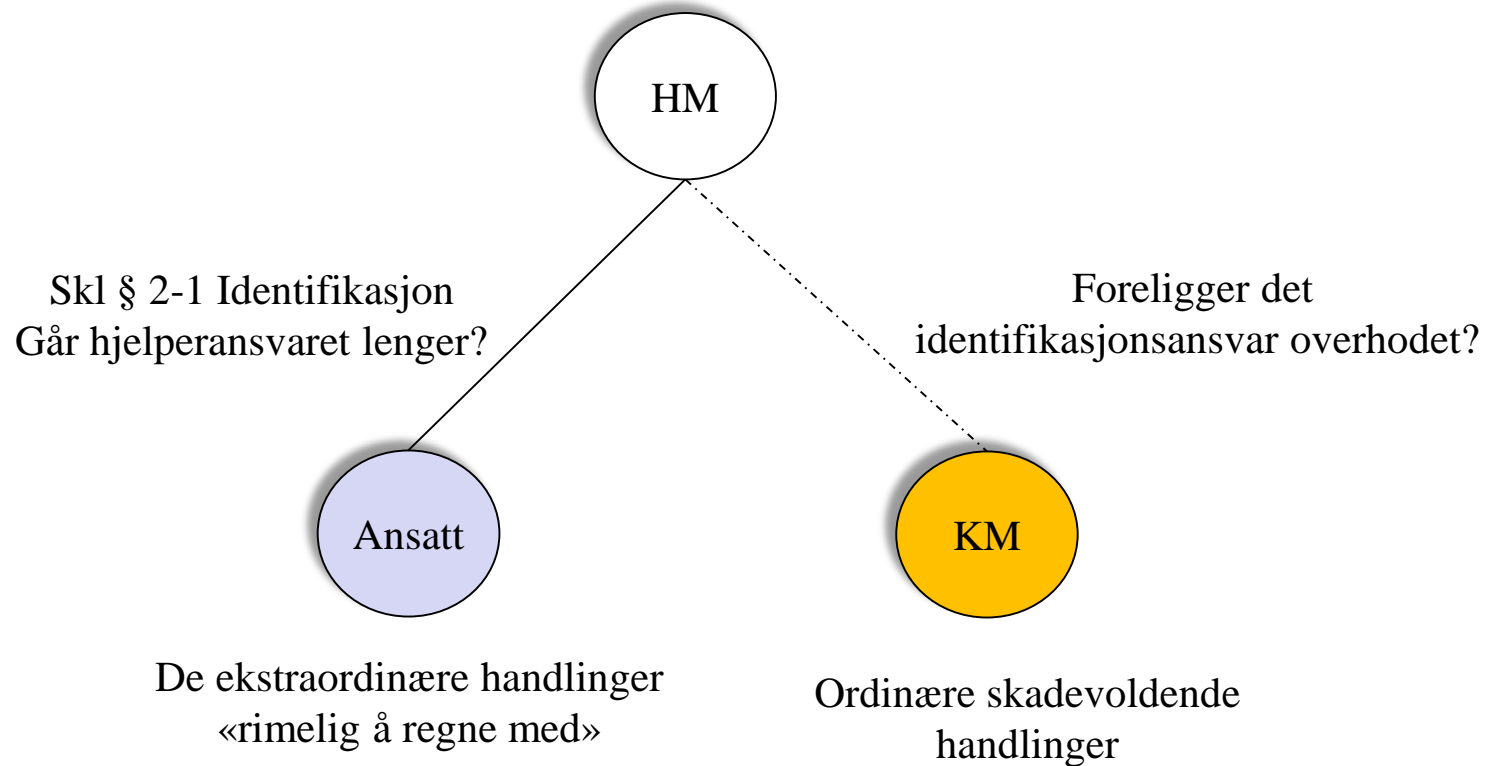 HM
Skl § 2-1 Identifikasjon
Går hjelperansvaret lenger?
Foreligger det
identifikasjonsansvar overhodet?
Ansatt
KM
De ekstraordinære handlinger
«rimelig å regne med»
Ordinære skadevoldende
handlinger